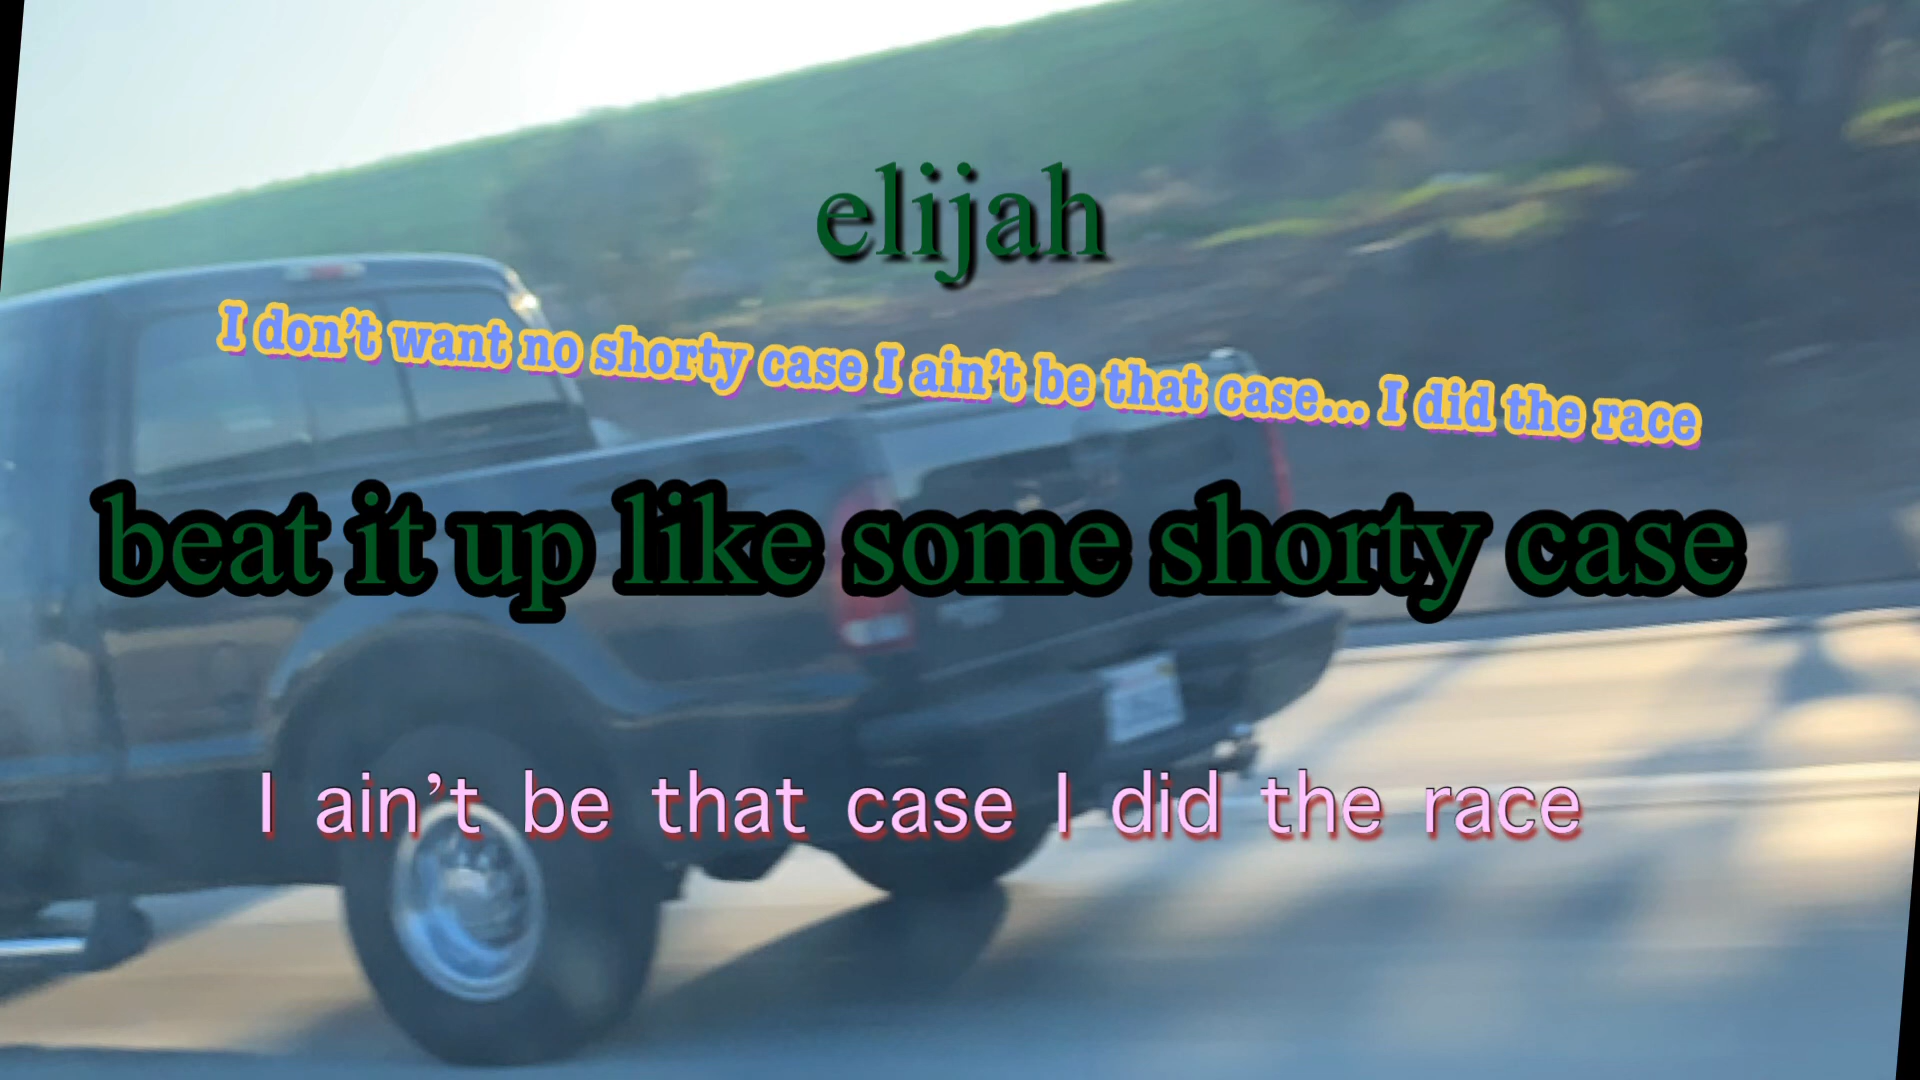 elijah
I don't want no shorty case I ain't be that case... I did the race
beat it up like some shorty case
I ain't be that case I did the race